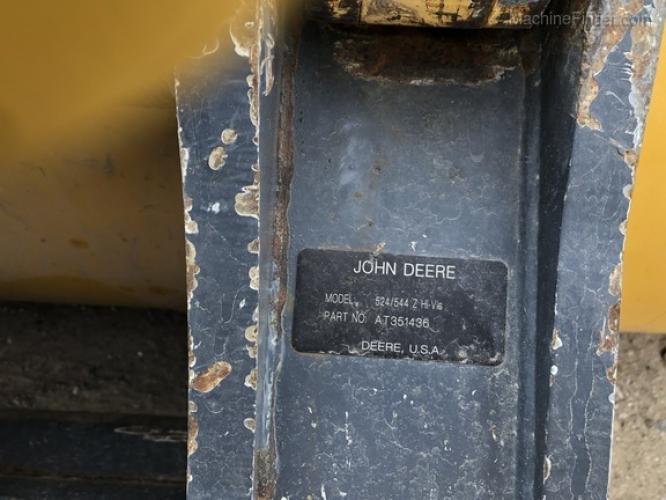 MachineFinder.com
JOHN DEERE
MODEL: 524/544 Z Hi-Vis
PART NO: AT351436
DEERE, U.S.A.